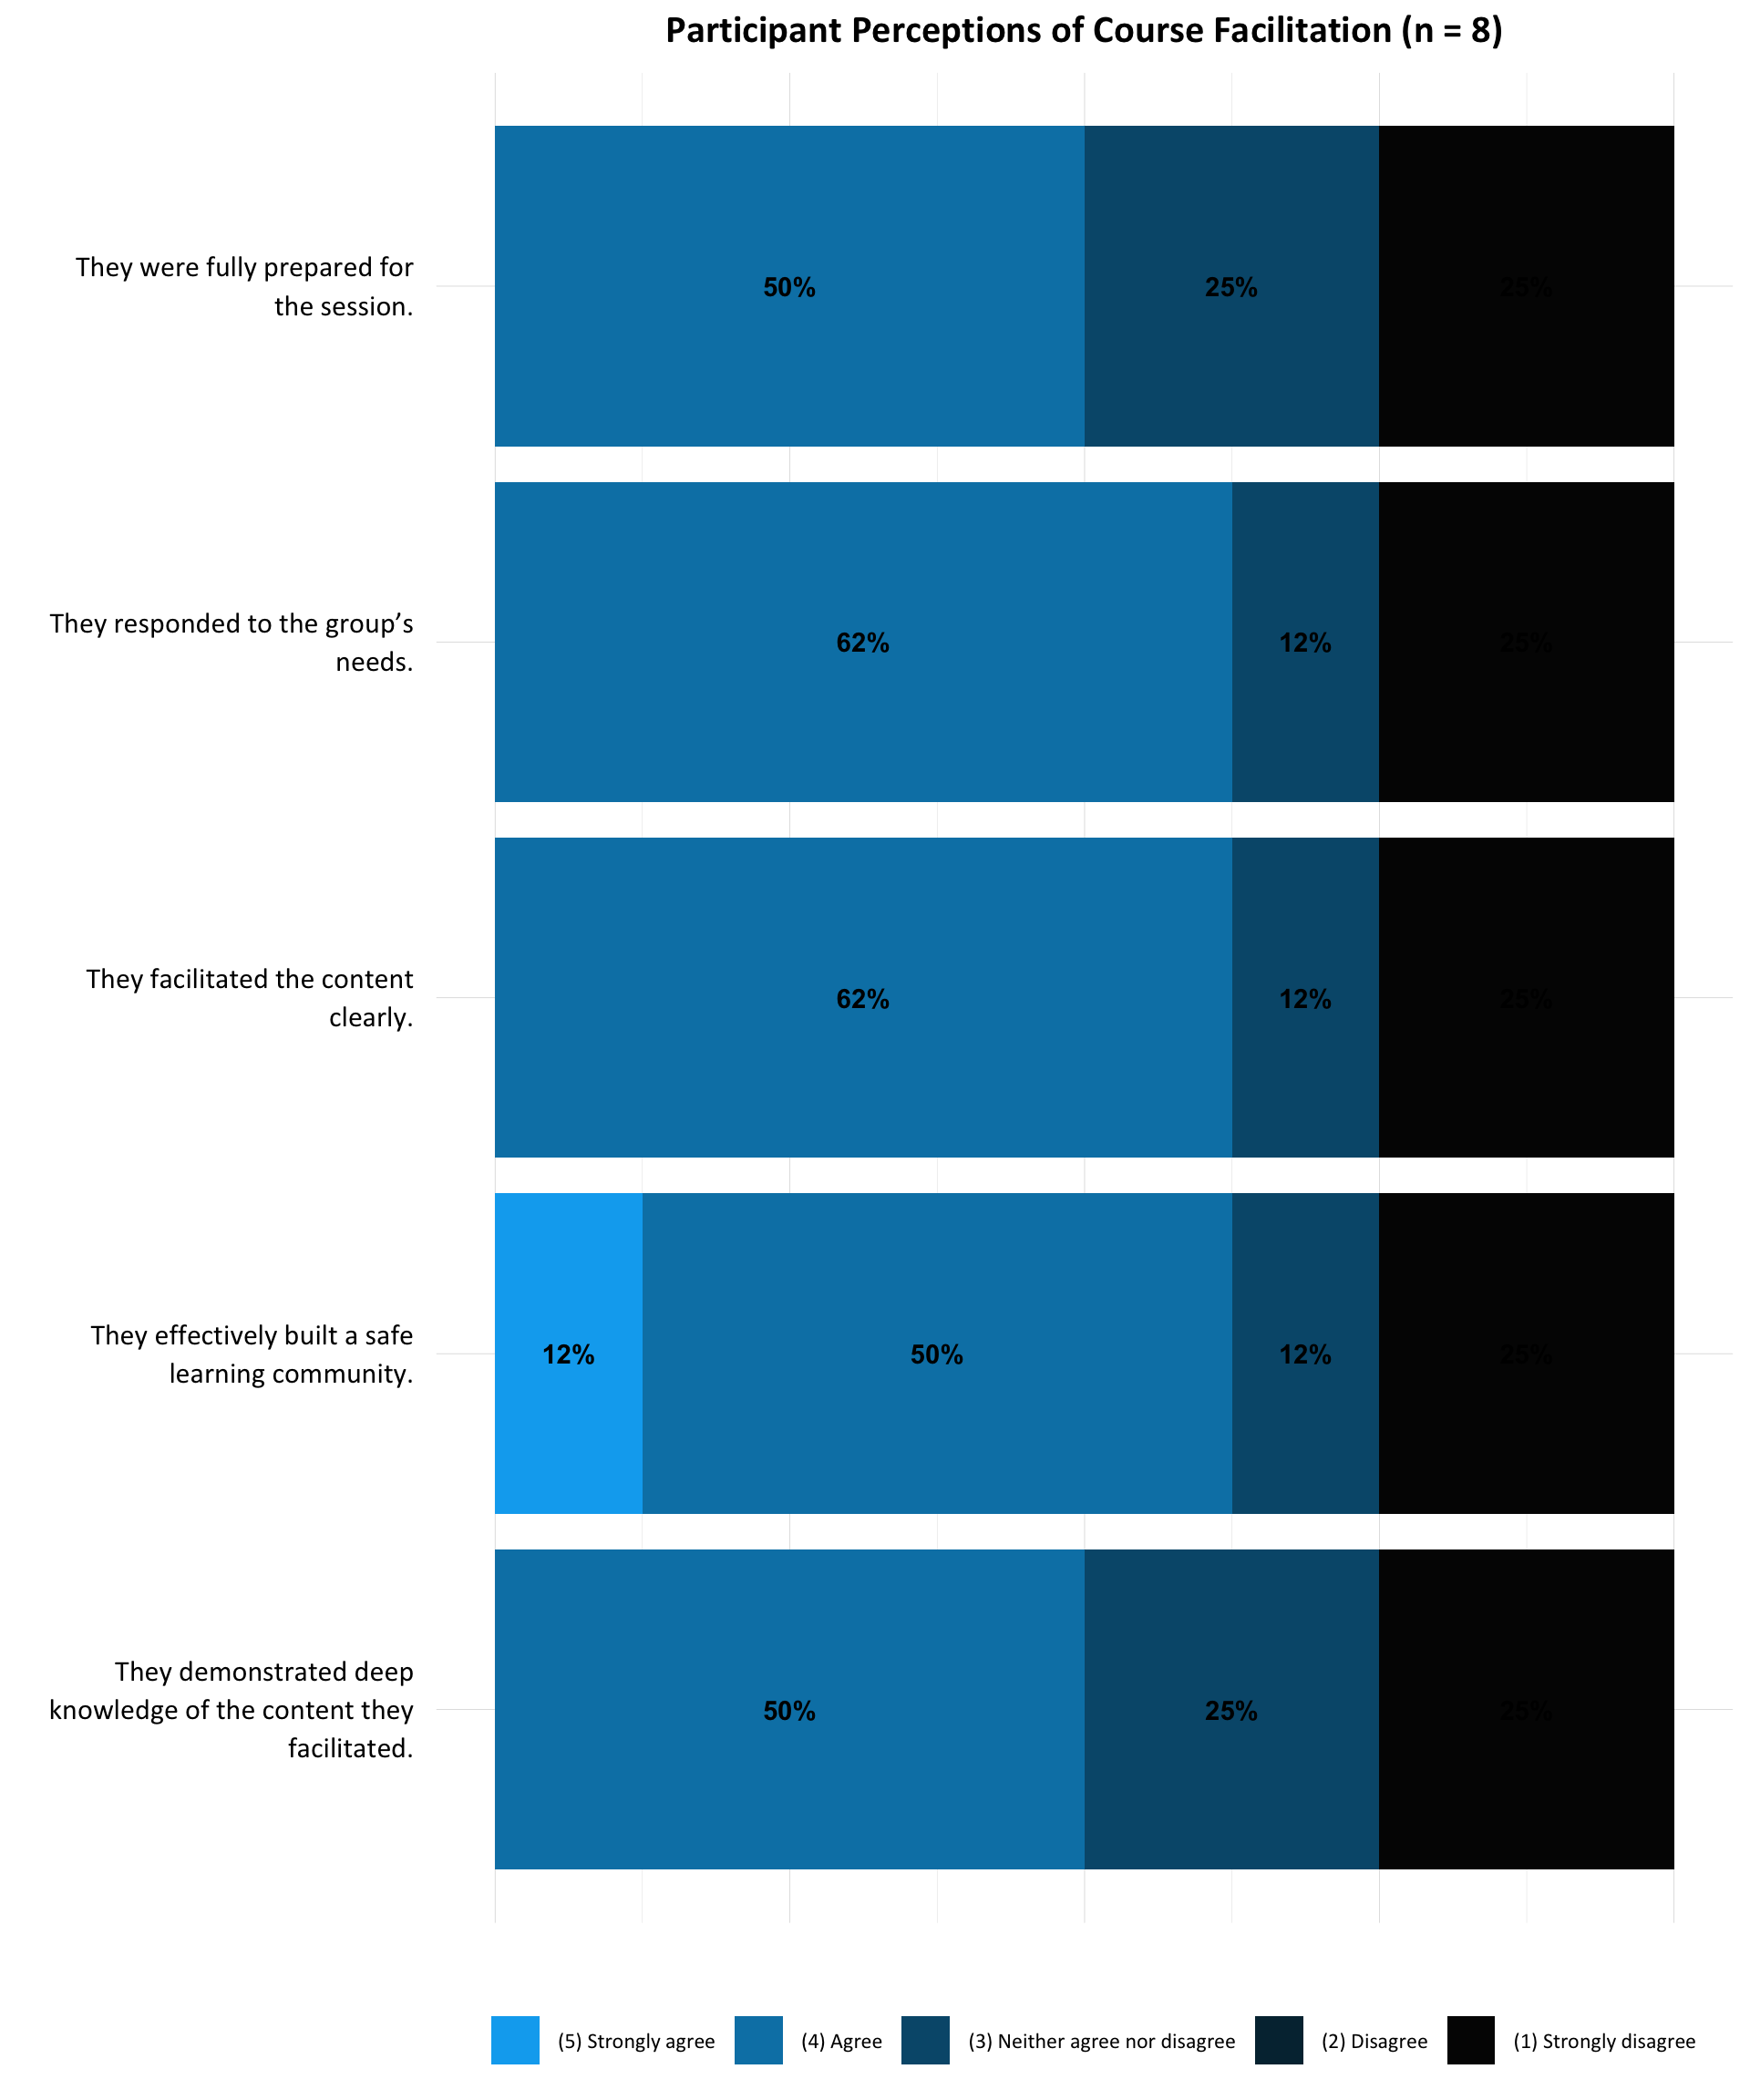 Participant Perceptions of Course Facilitation (n = 8)
They were fully prepared for
the session.
50% 25% 25%
They responded to the group’s
needs.
62% 12% 25%
They facilitated the content
clearly.
62% 12% 25%
They effectively built a safe
learning community.
12% 50% 12% 25%
They demonstrated deep
knowledge of the content they
facilitated.
50% 25% 25%
(5) Strongly agree (4) Agree (3) Neither agree nor disagree (2) Disagree (1) Strongly disagree